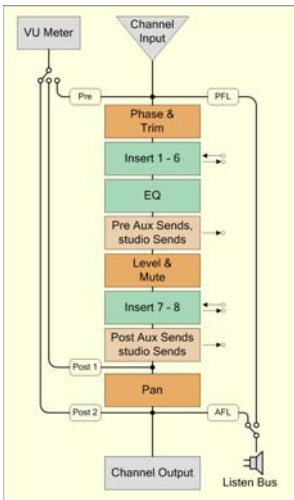 VU Meter
Channel
Input
Pre
PFL
Phase &
Trim
Insert 1 - 6
EQ
Pre Aux Sends,
studio Sends
Level &
Mute
Insert 7 - 8
Post Aux Sends
studio Sends
Post 1
Pan
Post 2
AFL
Channel Output
Listen Bus